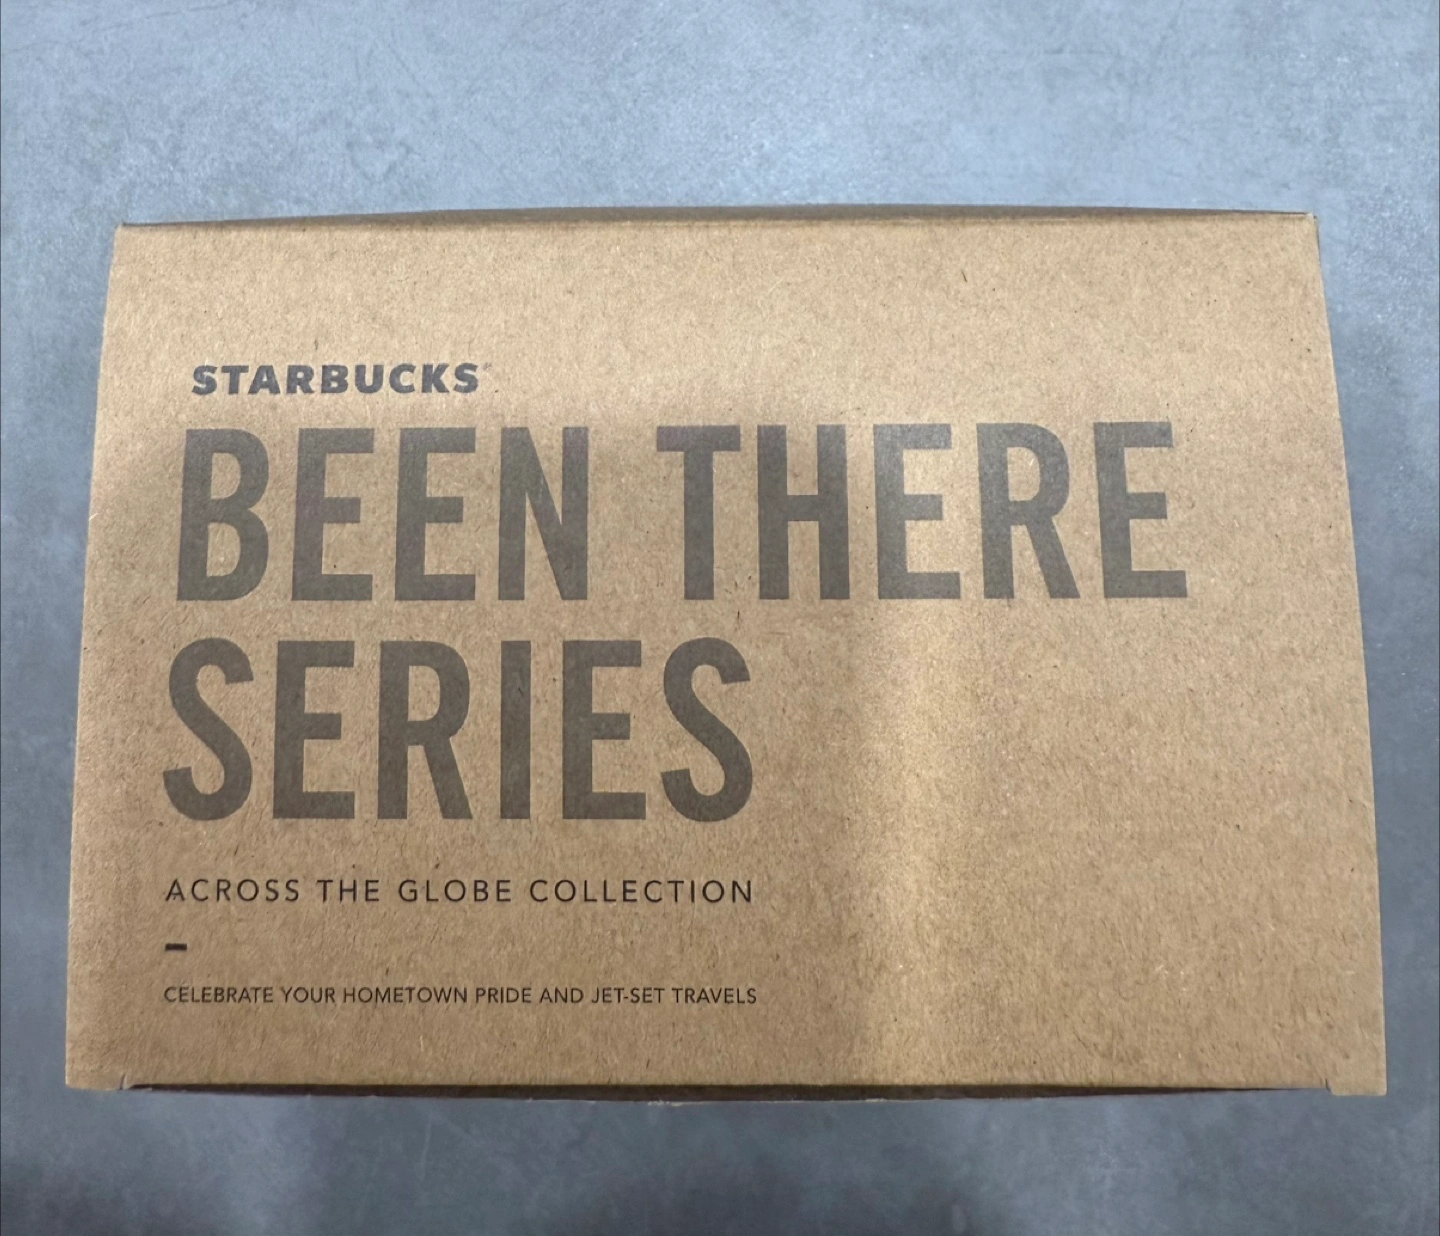 STARBUCKS®
BEEN THERE
SERIES
ACROSS THE GLOBE COLLECTION
–
CELEBRATE YOUR HOMETOWN PRIDE AND JET-SET TRAVELS